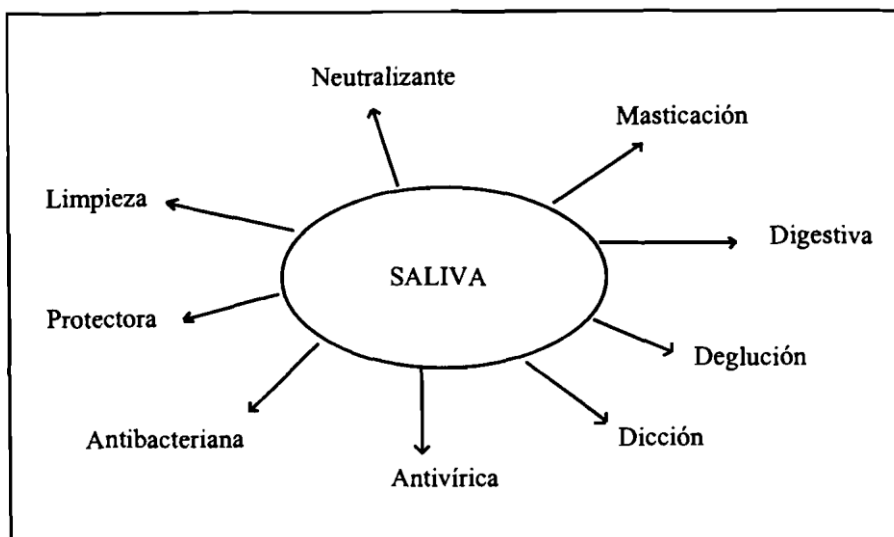 Neutralizante
Masticación
Limpieza
Digestiva
SALIVA
Protectora
Deglución
Antibacteriana
Dicción
Antivírica